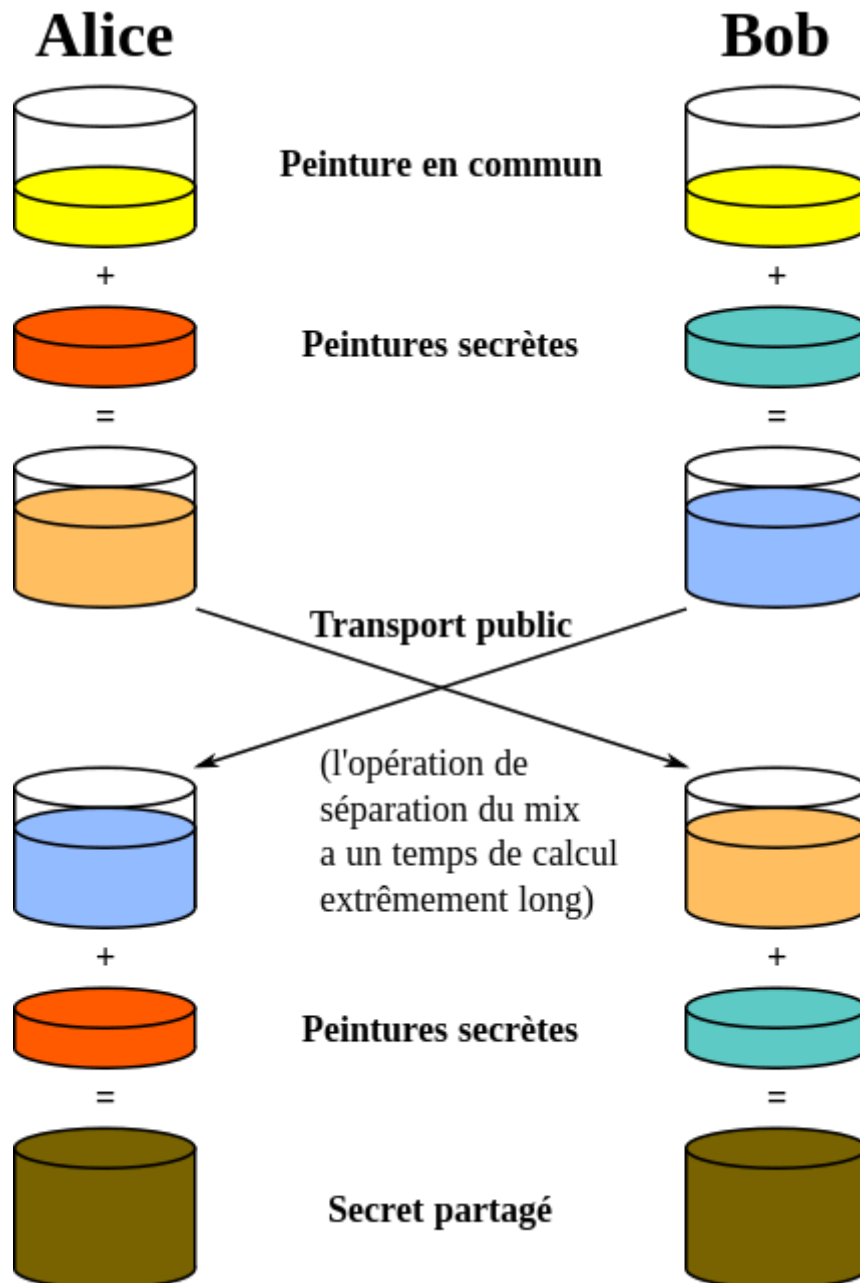 Alice
Bob
Peinture en commun
+
+
Peintures secrètes
=
=
Transport public
(l'opération de
séparation du mix
a un temps de calcul
extrêmement long)
+
+
Peintures secrètes
=
=
Secret partagé